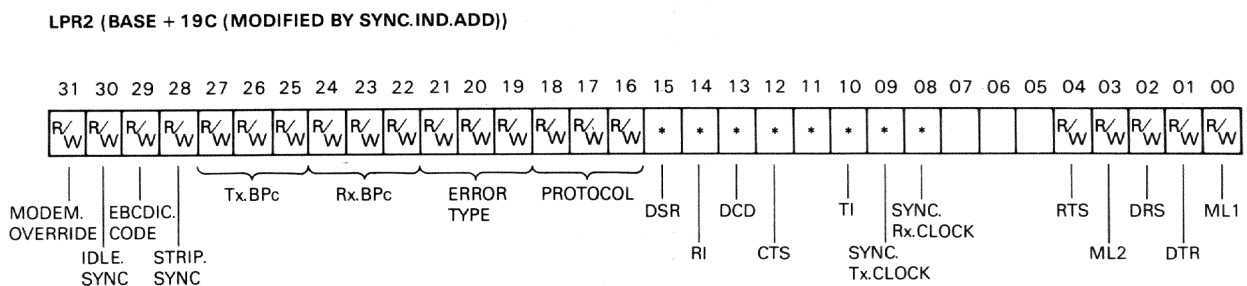 LPR2 (BASE + 19C (MODIFIED BY SYNC.IND.ADD))
31 30 29 28 27 26 25 24 23 22 21 20 19 18 17 16 15 14 13 12 11 10 09 08 07 06 05 04 03 02 01 00
R/W R/W R/W R/W R/W R/W R/W R/W R/W R/W R/W R/W R/W R/W R/W R/W * * * * * * * * R/W R/W R/W R/W R/W
MODEM.
OVERRIDE
IDLE.
SYNC
EBCDIC.
CODE
STRIP.
SYNC
Tx.BPc
Rx.BPc
ERROR
TYPE
PROTOCOL
DSR
RI
DCD
CTS
TI
SYNC.
Tx.CLOCK
SYNC.
Rx.CLOCK
RTS
ML2
DRS
DTR
ML1